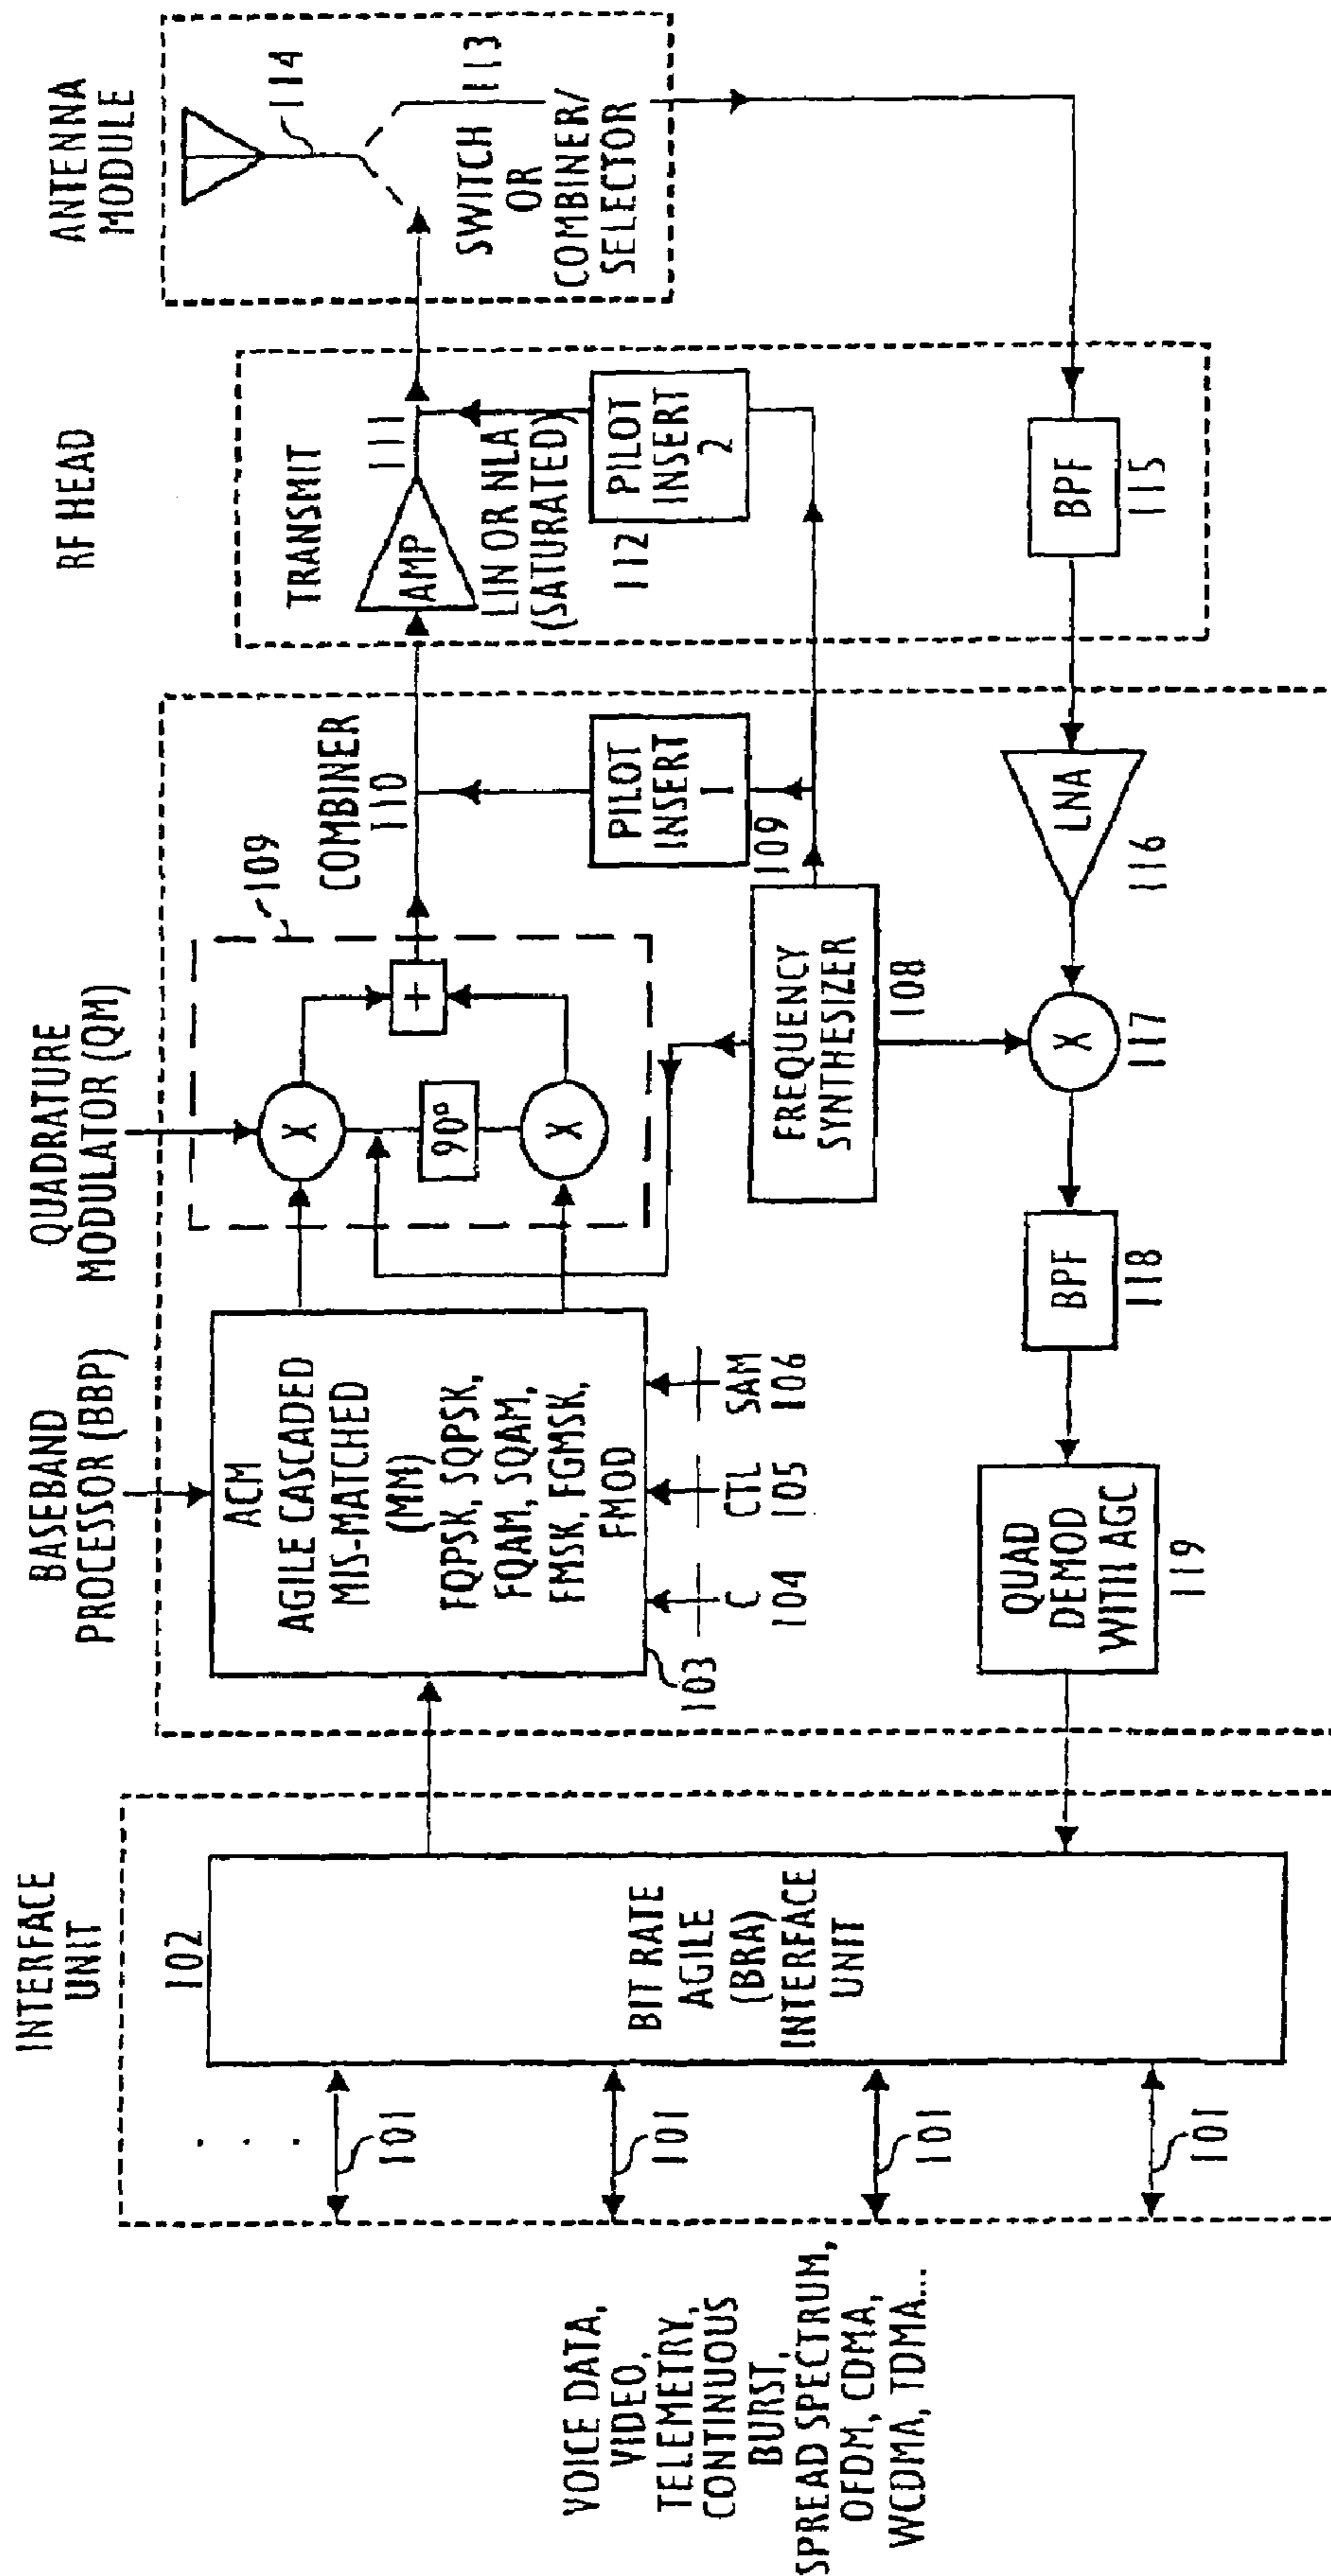 INTERFACE
UNIT
BASEBAND
PROCESSOR (BBP)
QUADRATURE
MODULATOR (QM)
RF HEAD
ANTENNA
MODULE
VOICE DATA,
VIDEO,
TELEMETRY,
CONTINUOUS
BURST,
SPREAD SPECTRUM,
OFDM, CDMA,
WCDMA, TDMA...
. . .
101
101
101
101
102
BIT RATE
AGILE
(BRA)
INTERFACE
UNIT
ACM
AGILE CASCADED
MIS-MATCHED
(MM)
FQPSK, SQPSK,
FQAM, SQAM,
FMSK, FGMSK,
FMOD
103
C
104
CTL
105
SAM
106
X
90°
X
+
109
COMBINER
110
PILOT
INSERT
1
109
FREQUENCY
SYNTHESIZER
108
TRANSMIT
AMP
111
LIN OR NLA
(SATURATED)
PILOT
INSERT
2
112
114
113
SWITCH
OR
COMBINER/
SELECTOR
BPF
115
LNA
116
X
117
BPF
118
QUAD
DEMOD
WITH AGC
119